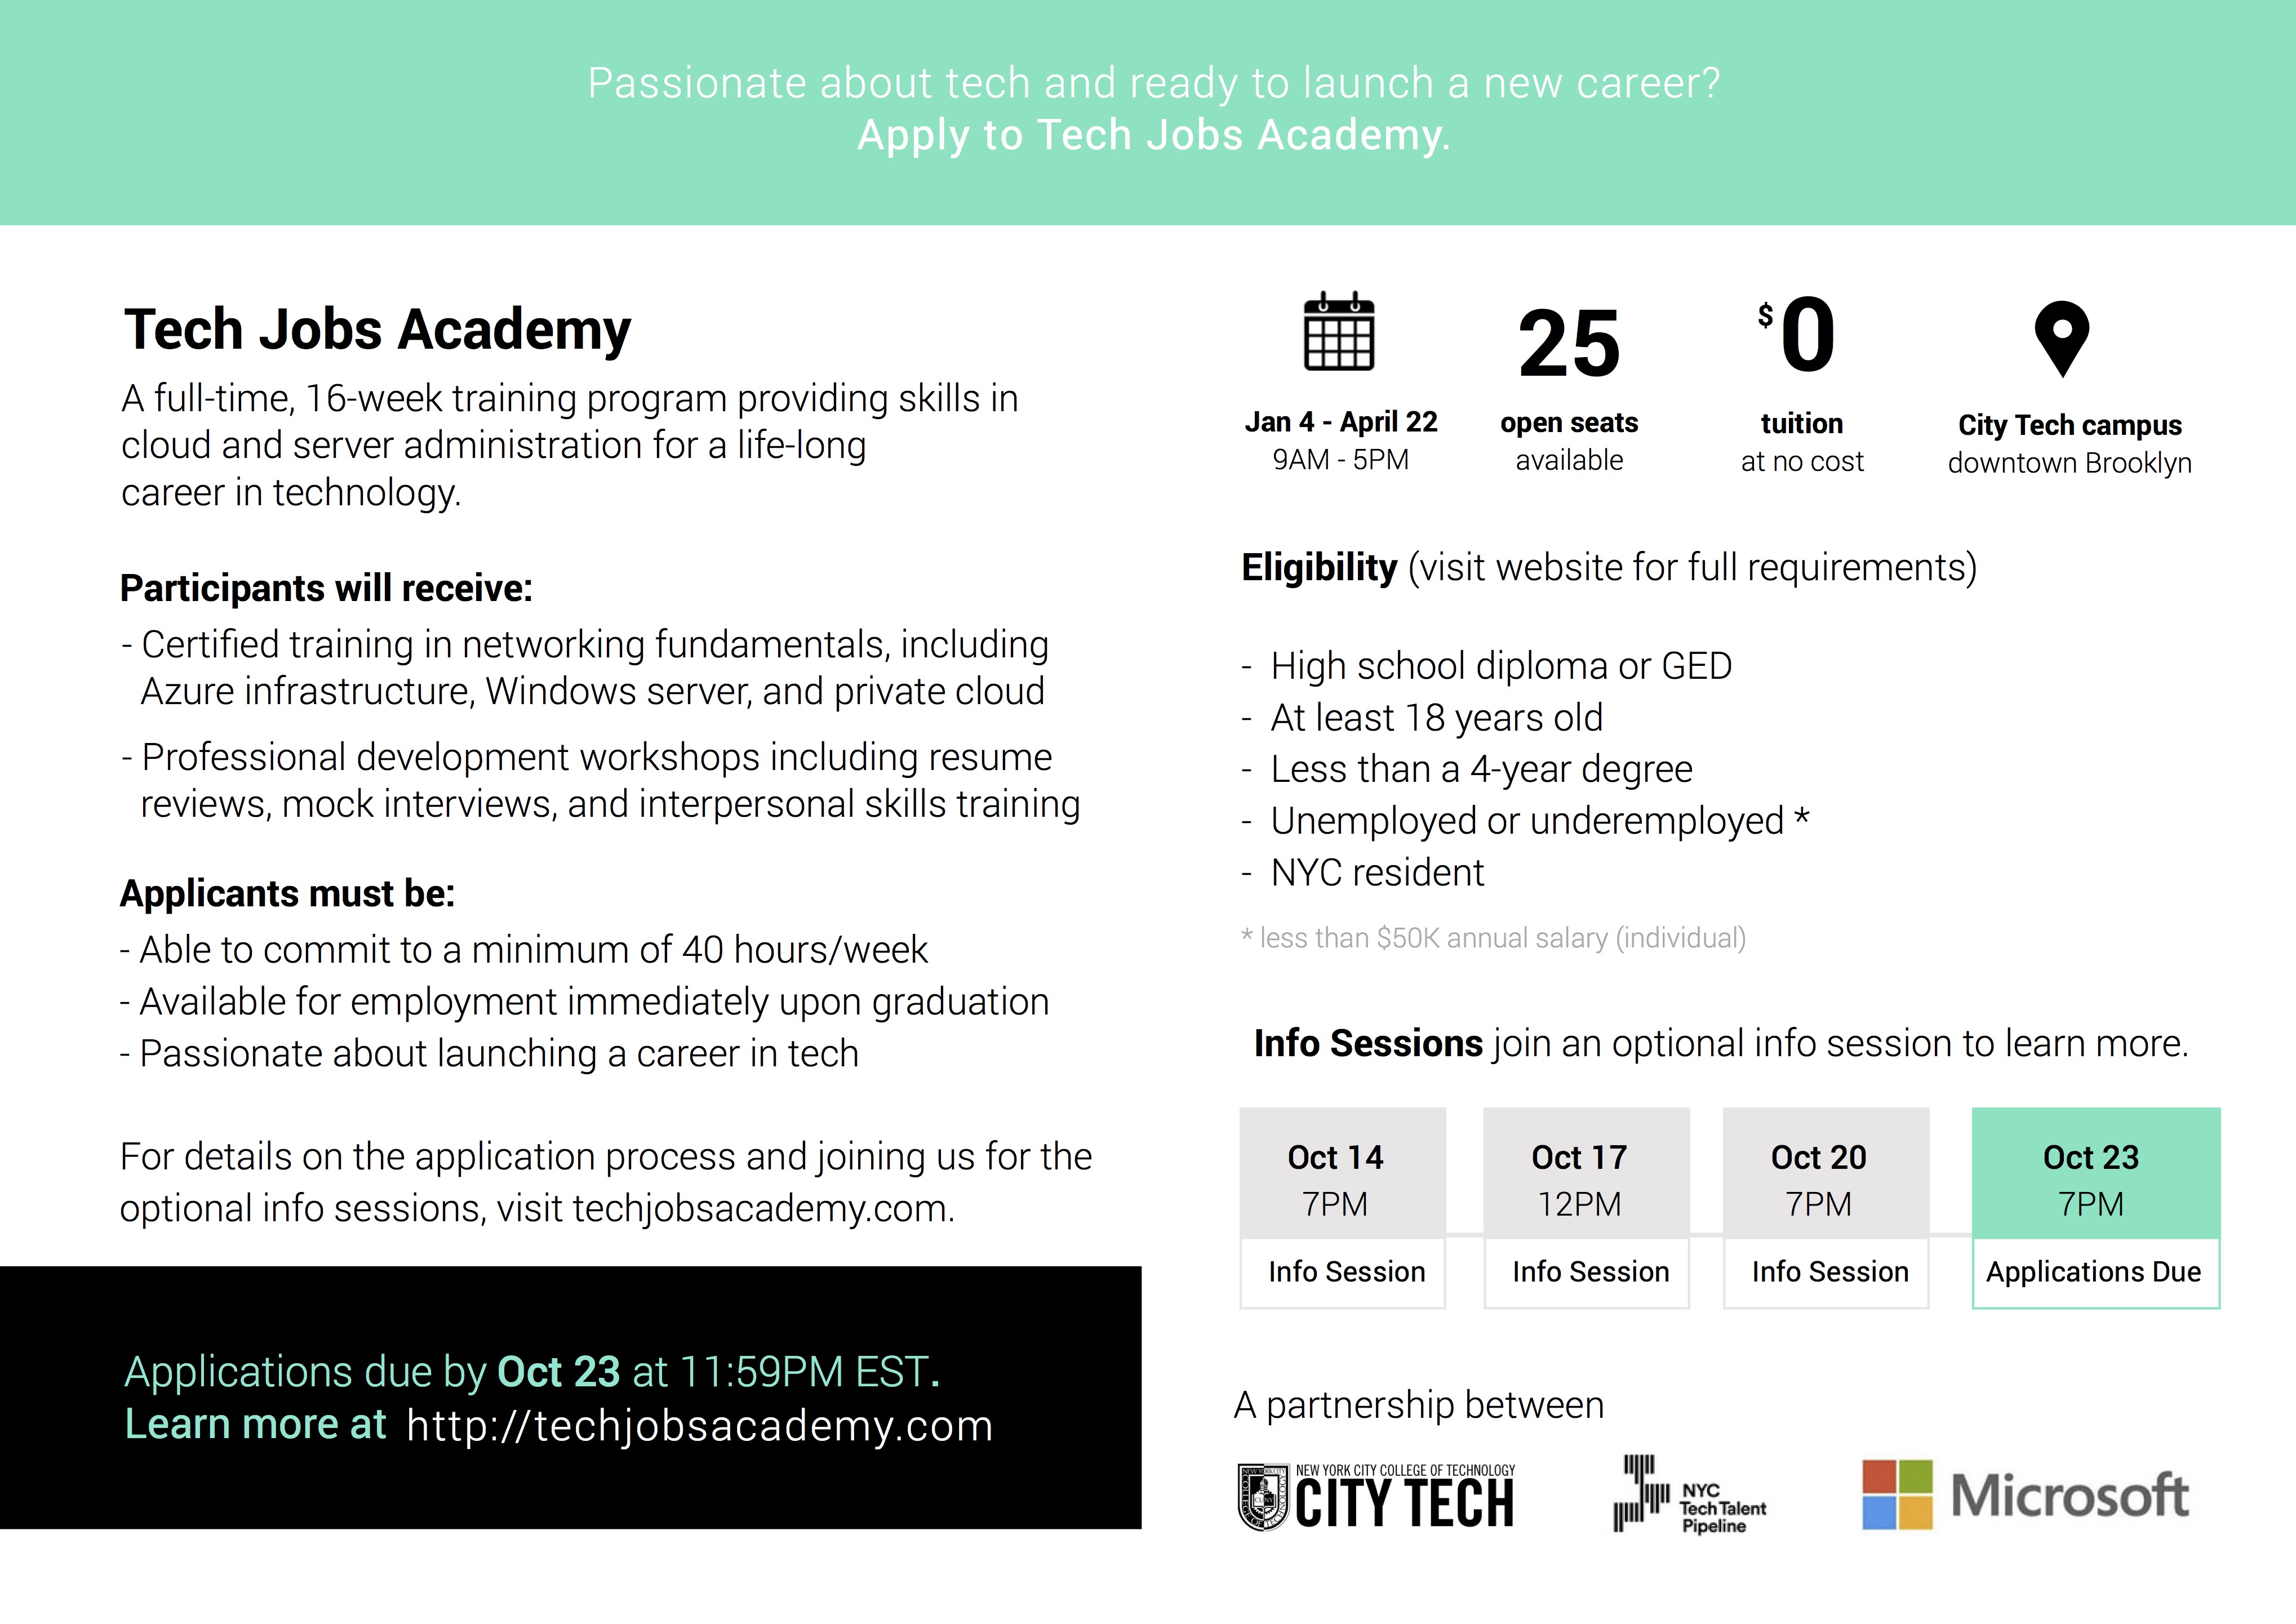 Passionate about tech and ready to launch a new career?
Apply to Tech Jobs Academy.
Tech Jobs Academy
A full-time, 16-week training program providing skills in
cloud and server administration for a life-long
career in technology.
Participants will receive:
- Certified training in networking fundamentals, including
Azure infrastructure, Windows server, and private cloud
- Professional development workshops including resume
reviews, mock interviews, and interpersonal skills training
Applicants must be:
- Able to commit to a minimum of 40 hours/week
- Available for employment immediately upon graduation
- Passionate about launching a career in tech
For details on the application process and joining us for the
optional info sessions, visit techjobsacademy.com.
Applications due by Oct 23 at 11:59PM EST.
Learn more at http://techjobsacademy.com
Jan 4 - April 22
9AM - 5PM
25
open seats
available
$0
tuition
at no cost
City Tech campus
downtown Brooklyn
Eligibility (visit website for full requirements)
- High school diploma or GED
- At least 18 years old
- Less than a 4-year degree
- Unemployed or underemployed *
- NYC resident
* less than $50K annual salary (individual)
Info Sessions join an optional info session to learn more.
Oct 14
7PM
Info Session
Oct 17
12PM
Info Session
Oct 20
7PM
Info Session
Oct 23
7PM
Applications Due
A partnership between
NEW YORK CITY COLLEGE OF TECHNOLOGY
CITY TECH
NYC
Tech Talent
Pipeline
Microsoft